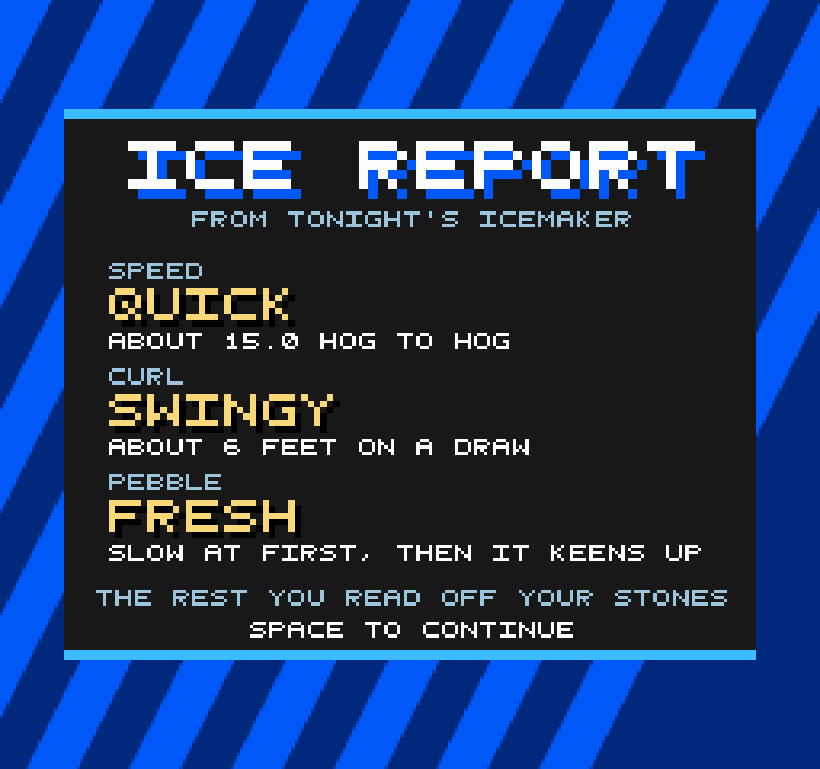 ICE REPORT
FROM TONIGHT'S ICEMAKER
SPEED
QUICK
ABOUT 15.0 HOG TO HOG
CURL
SWINGY
ABOUT 6 FEET ON A DRAW
PEBBLE
FRESH
SLOW AT FIRST, THEN IT KEENS UP
THE REST YOU READ OFF YOUR STONES
SPACE TO CONTINUE